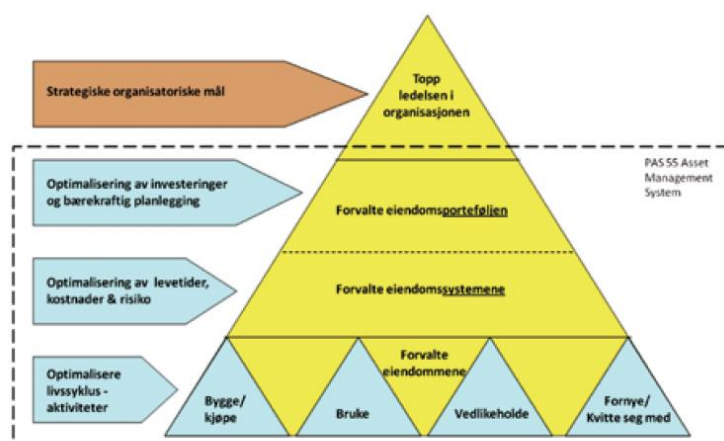 Strategiske organisatoriske mål
Topp
ledelsen i
organisasjonen
PAS 55 Asset
Management
System
Optimalisering av investeringer
og bærekraftig planlegging
Forvalte eiendomsporteføljen
Optimalisering av levetider,
kostnader & risiko
Forvalte eiendomssystemene
Optimalisere
livssyklus -
aktiviteter
Forvalte
eiendommene
Bygge/
kjøpe
Bruke
Vedlikeholde
Fornye/
Kvitte seg med